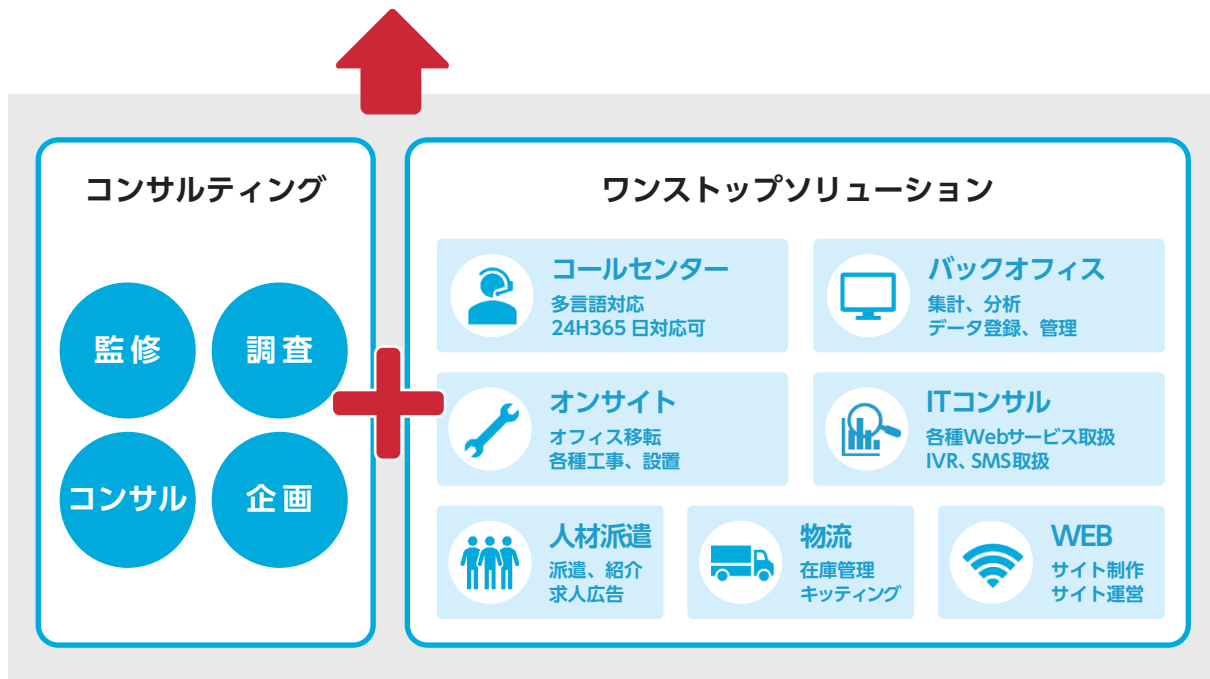 コンサルティング
監修
調査
コンサル
企画
ワンストップソリューション
コールセンター
多言語対応
24H365日対応可
バックオフィス
集計、分析
データ登録、管理
オンサイト
オフィス移転
各種工事、設置
ITコンサル
各種Webサービス取扱
IVR、SMS取扱
人材派遣
派遣、紹介
求人広告
物流
在庫管理
キッティング
WEB
サイト制作
サイト運営